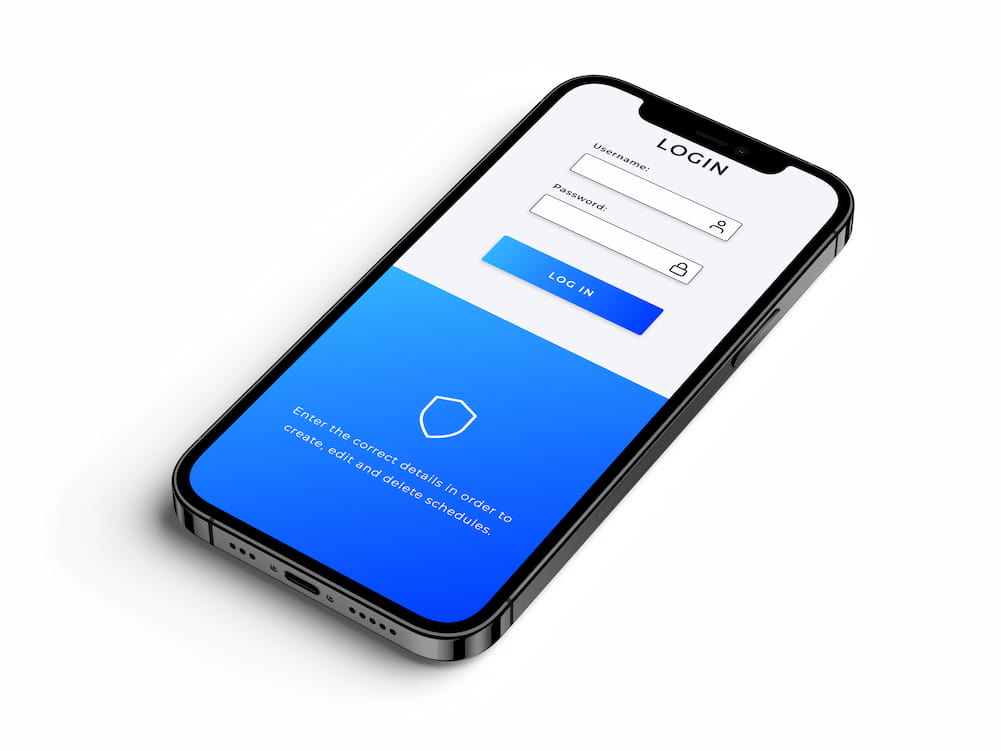 LOGIN
Username:
Password:
LOG IN
Enter the correct details in order to
create, edit and delete schedules.